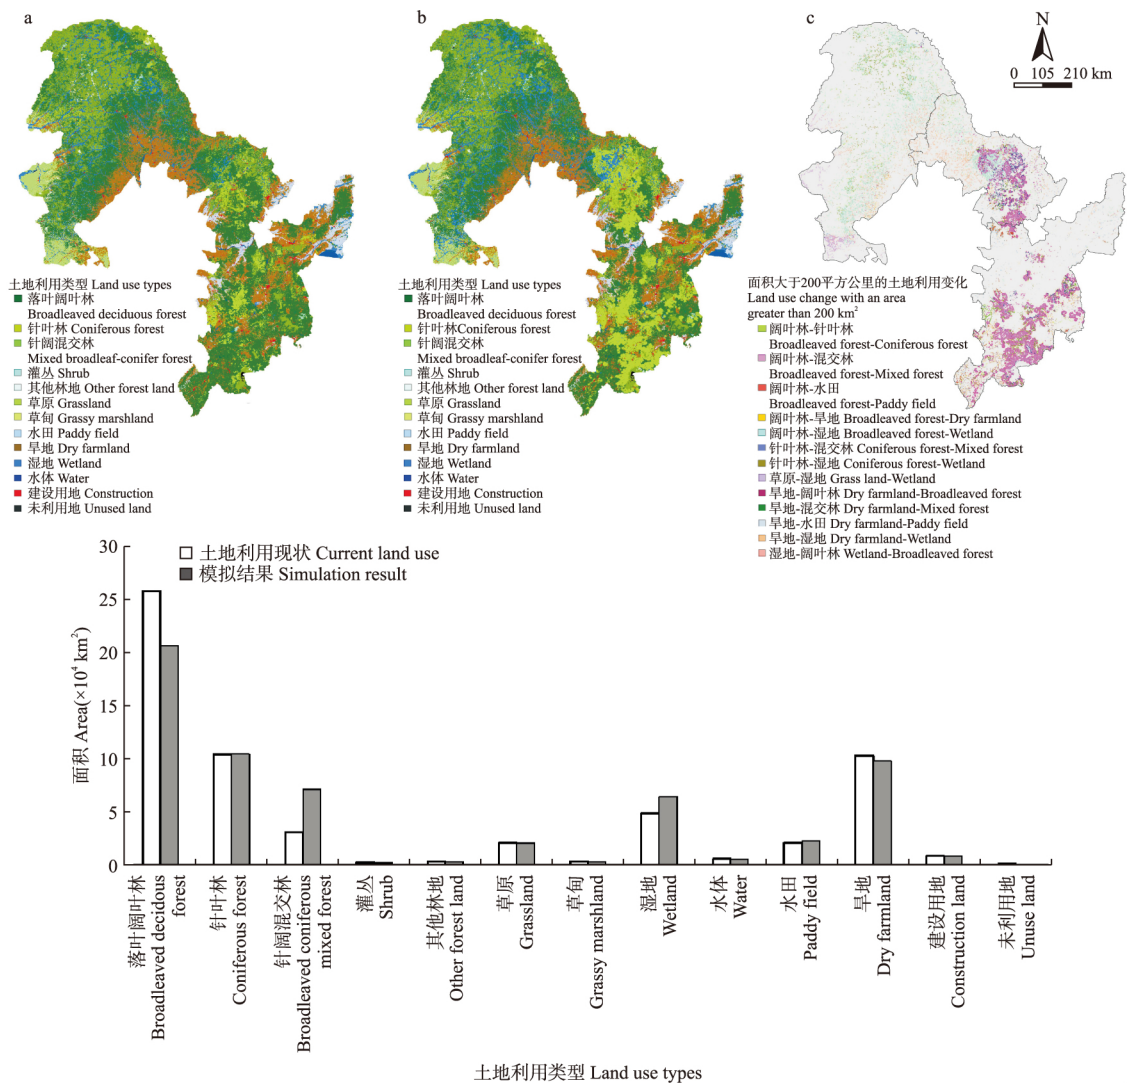 a
b
c
N
0 105 210 km
土地利用类型 Land use types
落叶阔叶林
Broadleaved deciduous forest
针叶林 Coniferous forest
针阔混交林
Mixed broadleaf-conifer forest
灌丛 Shrub
其他林地 Other forest land
草原 Grassland
草甸 Grassy marshland
水田 Paddy field
旱地 Dry farmland
湿地 Wetland
水体 Water
建设用地 Construction
未利用地 Unused land
土地利用类型 Land use types
落叶阔叶林
Broadleaved deciduous forest
针叶林Coniferous forest
针阔混交林
Mixed broadleaf-conifer forest
灌丛 Shrub
其他林地 Other forest land
草原 Grassland
草甸 Grassy marshland
水田 Paddy field
旱地 Dry farmland
湿地 Wetland
水体 Water
建设用地 Construction
未利用地 Unused land
面积大于200平方公里的土地利用变化
Land use change with an area
greater than 200 km²
阔叶林-针叶林
Broadleaved forest-Coniferous forest
阔叶林-混交林
Broadleaved forest-Mixed forest
阔叶林-水田
Broadleaved forest-Paddy field
阔叶林-旱地 Broadleaved forest-Dry farmland
阔叶林-湿地 Broadleaved forest-Wetland
针叶林-混交林 Coniferous forest-Mixed forest
针叶林-湿地 Coniferous forest-Wetland
草原-湿地 Grass land-Wetland
旱地-阔叶林 Dry farmland-Broadleaved forest
旱地-混交林 Dry farmland-Mixed forest
旱地-水田 Dry farmland-Paddy field
旱地-湿地 Dry farmland-Wetland
湿地-阔叶林 Wetland-Broadleaved forest
土地利用现状 Current land use
模拟结果 Simulation result
面积 Area(×10⁴ km²)
30
25
20
15
10
5
0
落叶阔叶林
Broadleaved decidous
forest
针叶林
Coniferous forest
针阔混交林
Broadleaved coniferous
mixed forest
灌丛
Shrub
其他林地
Other forest land
草原
Grassland
草甸
Grassy marshland
湿地
Wetland
水体
Water
水田
Paddy field
旱地
Dry farmland
建设用地
Construction land
未利用地
Unuse land
土地利用类型 Land use types